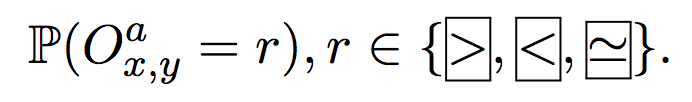 ℙ(O^a_{x,y} = r), r ∈ {[>], [<], [≃]}.